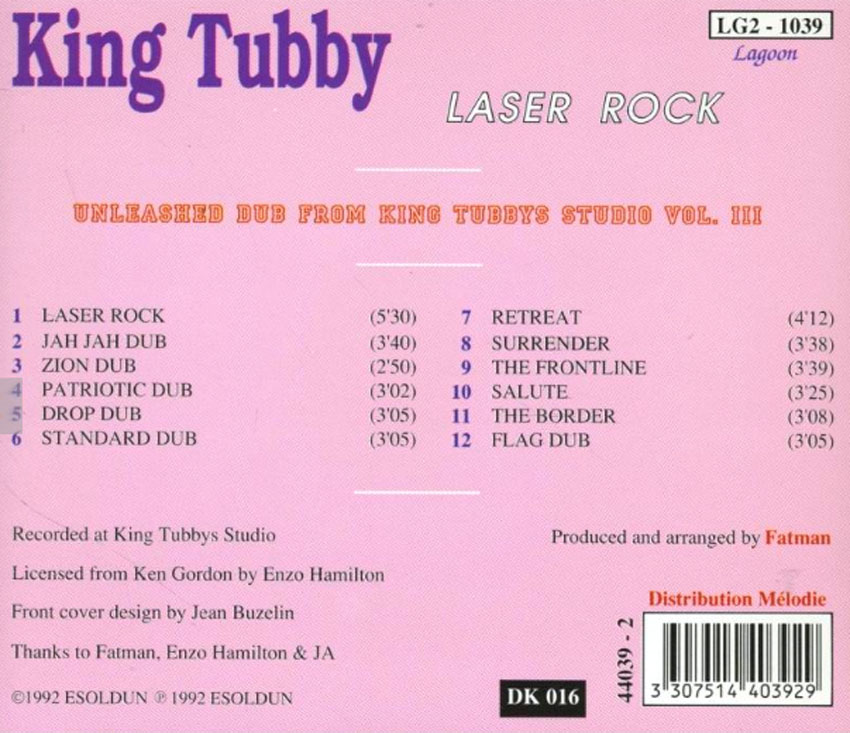 King Tubby
LG2 - 1039
Lagoon
LASER ROCK
UNLEASHED DUB FROM KING TUBBYS STUDIO VOL. III
1 LASER ROCK (5'30)
2 JAH JAH DUB (3'40)
3 ZION DUB (2'50)
4 PATRIOTIC DUB (3'02)
5 DROP DUB (3'05)
6 STANDARD DUB (3'05)
7 RETREAT (4'12)
8 SURRENDER (3'38)
9 THE FRONTLINE (3'39)
10 SALUTE (3'25)
11 THE BORDER (3'08)
12 FLAG DUB (3'05)
Recorded at King Tubbys Studio
Licensed from Ken Gordon by Enzo Hamilton
Front cover design by Jean Buzelin
Thanks to Fatman, Enzo Hamilton & JA
©1992 ESOLDUN ℗ 1992 ESOLDUN
Produced and arranged by Fatman
Distribution Mélodie
44039 - 2
3 307514 403929
DK 016